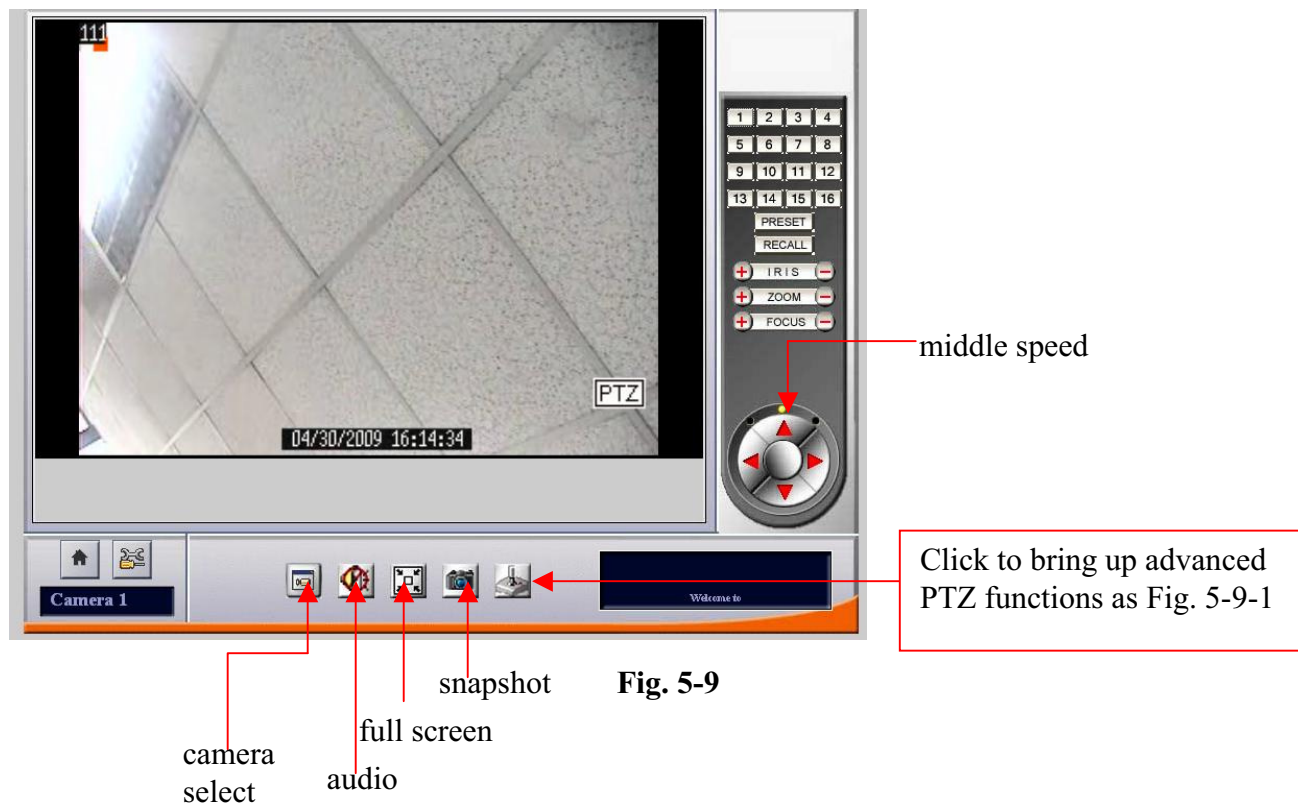 111
PTZ
04/30/2009 16:14:34
1 2 3 4
5 6 7 8
9 10 11 12
13 14 15 16
PRESET
RECALL
+ IRIS −
+ ZOOM −
+ FOCUS −
middle speed
Camera 1
Welcome to
Click to bring up advanced
PTZ functions as Fig. 5-9-1
snapshot
Fig. 5-9
full screen
camera
select
audio